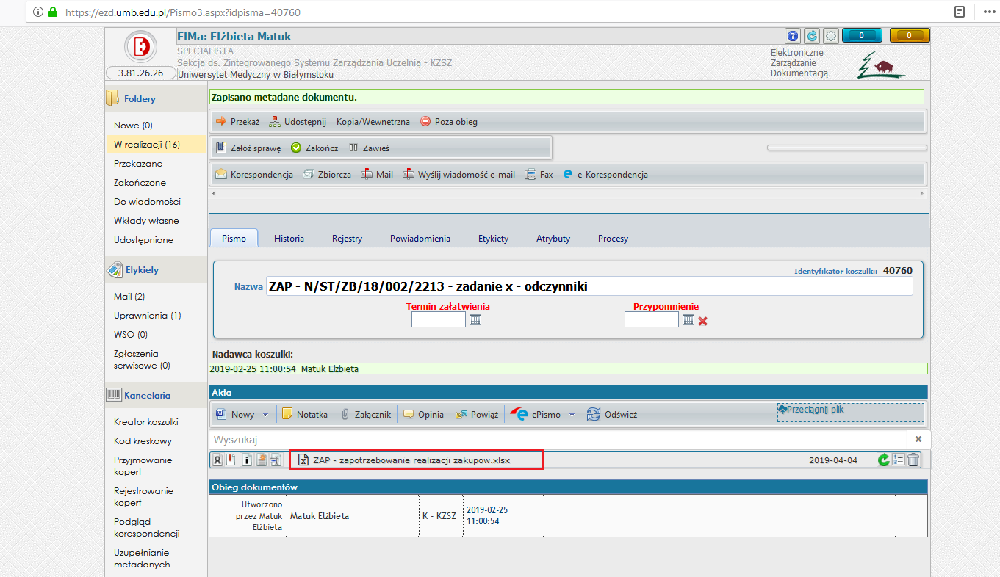 https://ezd.umb.edu.pl/Pismo3.aspx?idpisma=40760
ElMa: Elżbieta Matuk
0
0
SPECJALISTA
Sekcja ds. Zintegrowanego Systemu Zarządzania Uczelnią - KZSZ
Uniwersytet Medyczny w Białymstoku
3.81.26.26
Elektroniczne
Zarządzanie
Dokumentacją
Foldery
Nowe (0)
W realizacji (16)
Przekazane
Zakończone
Do wiadomości
Wkłady własne
Udostępnione
Etykiety
Mail (2)
Uprawnienia (1)
WSO (0)
Zgłoszenia
serwisowe (0)
Kancelaria
Kreator koszulki
Kod kreskowy
Przyjmowanie
kopert
Rejestrowanie
kopert
Podgląd
korespondencji
Uzupełnianie
metadanych
Zapisano metadane dokumentu.
Przekaż Udostępnij Kopia/Wewnętrzna Poza obieg
Załóż sprawę Zakończ Zawieś
Korespondencja Zbiorcza Mail Wyślij wiadomość e-mail Fax e-Korespondencja
Pismo Historia Rejestry Powiadomienia Etykiety Atrybuty Procesy
Identyfikator koszulki: 40760
Nazwa ZAP - N/ST/ZB/18/002/2213 - zadanie x - odczynniki
Termin załatwienia Przypomnienie
Nadawca koszulki:
2019-02-25 11:00:54 Matuk Elżbieta
Akta
Nowy Notatka Załącznik Opinia Powiąż ePismo Odśwież Przeciągnij plik
Wyszukaj
ZAP - zapotrzebowanie realizacji zakupow.xlsx 2019-04-04
Obieg dokumentów
Utworzono
przez Matuk
Elżbieta
Matuk Elżbieta
K - KZSZ
2019-02-25
11:00:54